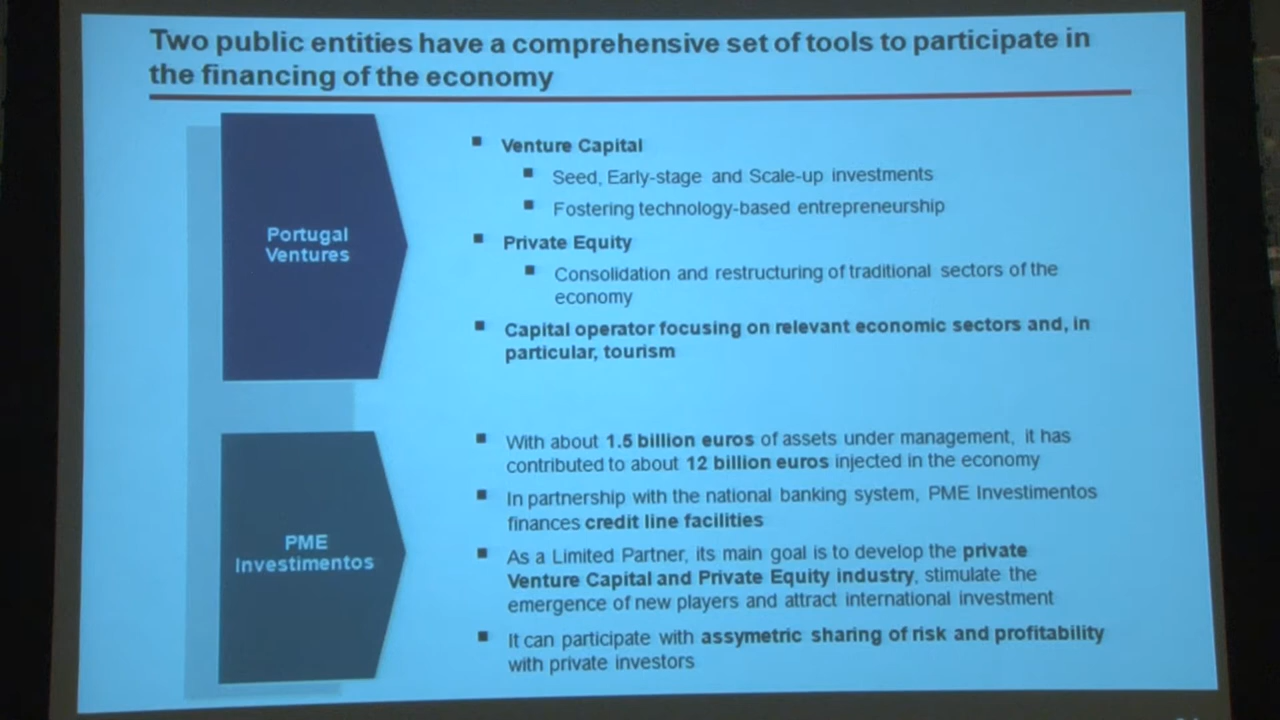 Two public entities have a comprehensive set of tools to participate in
the financing of the economy
Portugal
Ventures
Venture Capital
Seed, Early-stage and Scale-up investments
Fostering technology-based entrepreneurship
Private Equity
Consolidation and restructuring of traditional sectors of the
economy
Capital operator focusing on relevant economic sectors and, in
particular, tourism
PME
Investimentos
With about 1.5 billion euros of assets under management, it has
contributed to about 12 billion euros injected in the economy
In partnership with the national banking system, PME Investimentos
finances credit line facilities
As a Limited Partner, its main goal is to develop the private
Venture Capital and Private Equity industry, stimulate the
emergence of new players and attract international investment
It can participate with assymetric sharing of risk and profitability
with private investors